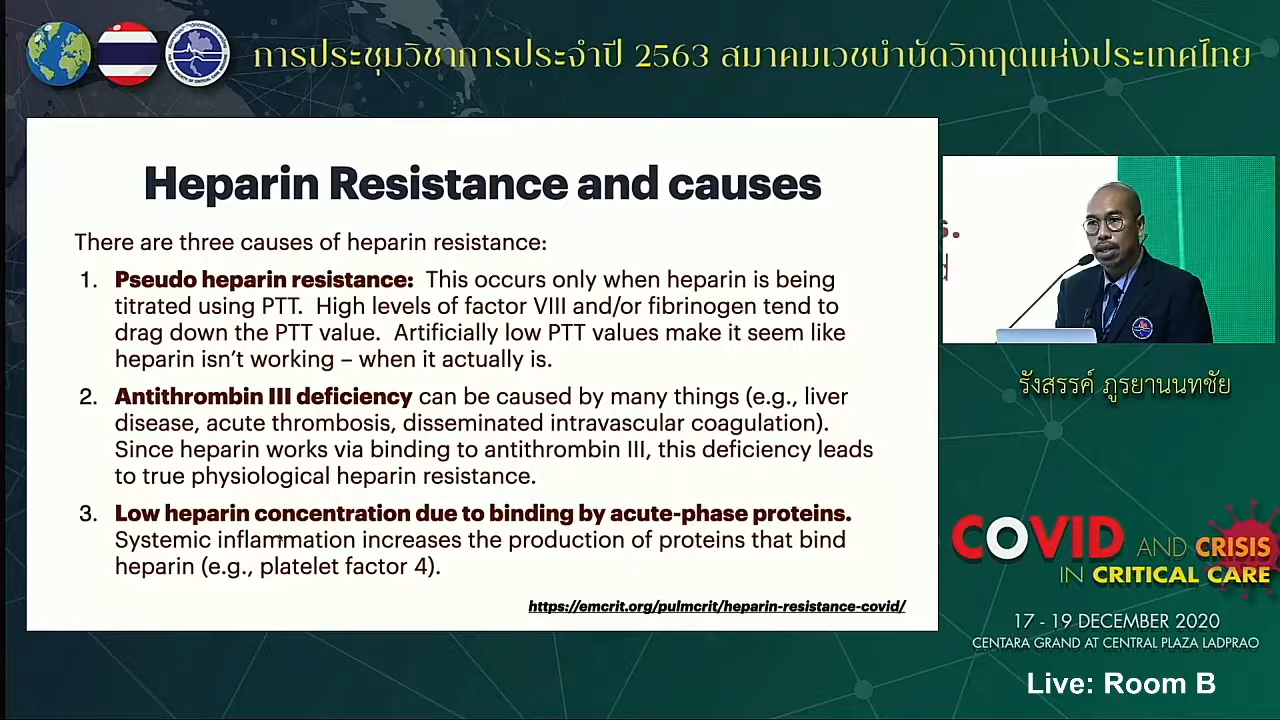 การประชุมวิชาการประจำปี 2563 สมาคมเวชบำบัดวิกฤตแห่งประเทศไทย
Heparin Resistance and causes
There are three causes of heparin resistance:
1. Pseudo heparin resistance: This occurs only when heparin is being
titrated using PTT. High levels of factor VIII and/or fibrinogen tend to
drag down the PTT value. Artificially low PTT values make it seem like
heparin isn't working – when it actually is.
2. Antithrombin III deficiency can be caused by many things (e.g., liver
disease, acute thrombosis, disseminated intravascular coagulation).
Since heparin works via binding to antithrombin III, this deficiency leads
to true physiological heparin resistance.
3. Low heparin concentration due to binding by acute-phase proteins.
Systemic inflammation increases the production of proteins that bind
heparin (e.g., platelet factor 4).
https://emcrit.org/pulmcrit/heparin-resistance-covid/
รังสรรค์ ภูรยานนทชัย
COVID AND CRISIS
IN CRITICAL CARE
17 - 19 DECEMBER 2020
CENTARA GRAND AT CENTRAL PLAZA LADPRAO
Live: Room B